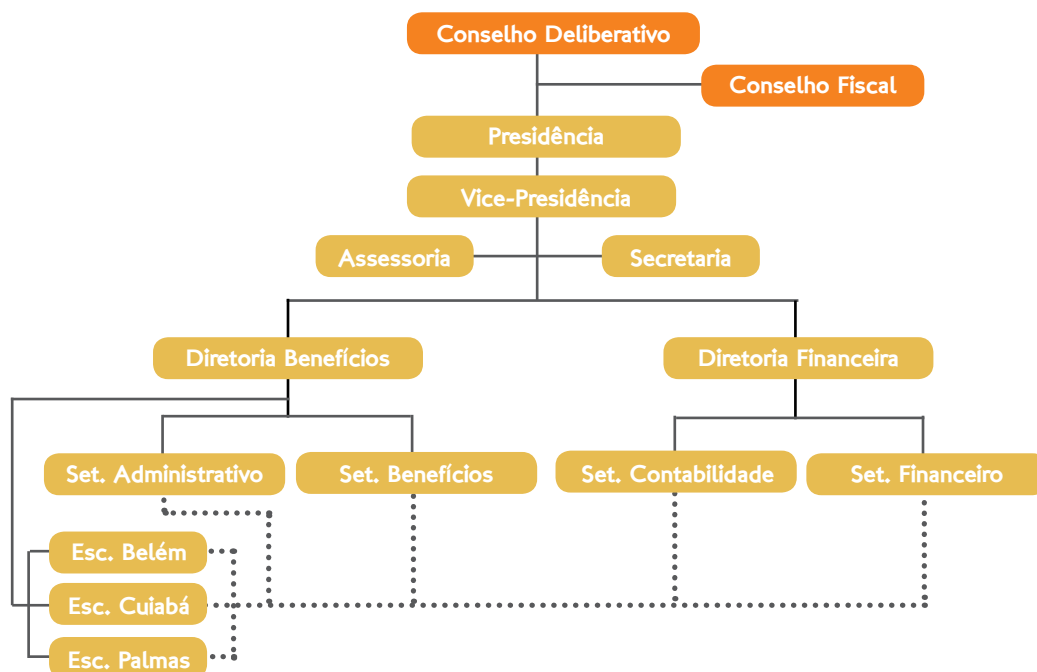 Conselho Deliberativo
Conselho Fiscal
Presidência
Vice-Presidência
Assessoria
Secretaria
Diretoria Benefícios
Diretoria Financeira
Set. Administrativo
Set. Benefícios
Set. Contabilidade
Set. Financeiro
Esc. Belém
Esc. Cuiabá
Esc. Palmas